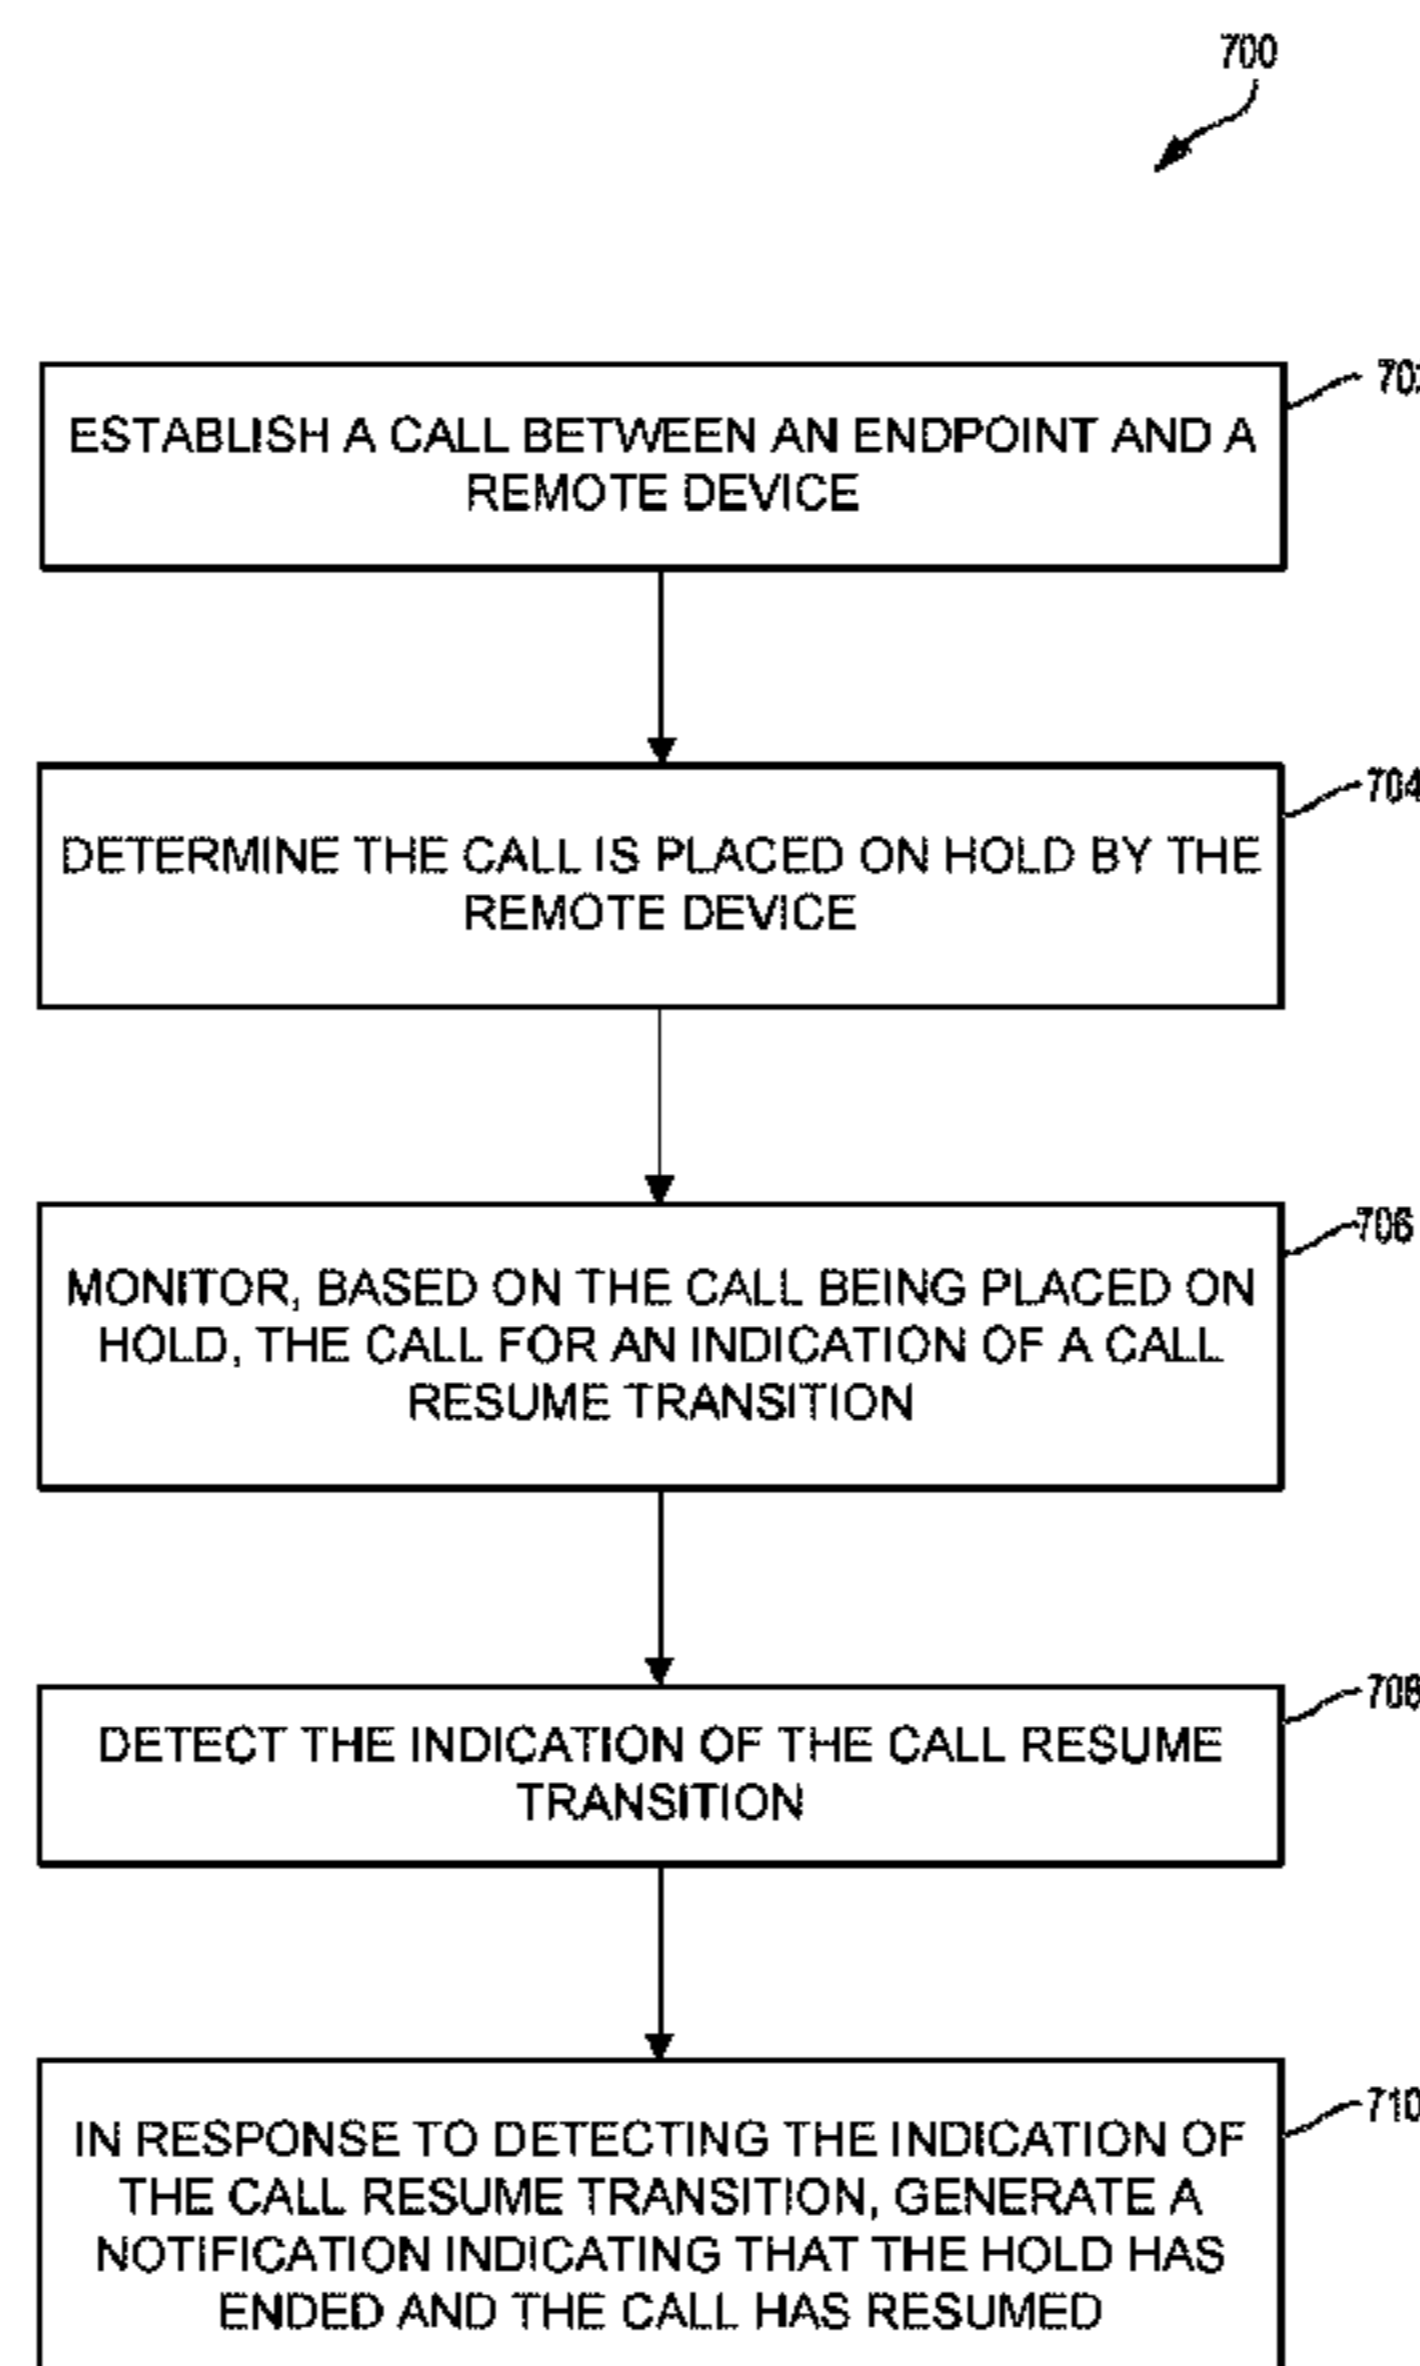 700
ESTABLISH A CALL BETWEEN AN ENDPOINT AND A
REMOTE DEVICE
704
DETERMINE THE CALL IS PLACED ON HOLD BY THE
REMOTE DEVICE
706
MONITOR, BASED ON THE CALL BEING PLACED ON
HOLD, THE CALL FOR AN INDICATION OF A CALL
RESUME TRANSITION
708
DETECT THE INDICATION OF THE CALL RESUME
TRANSITION
710
IN RESPONSE TO DETECTING THE INDICATION OF
THE CALL RESUME TRANSITION, GENERATE A
NOTIFICATION INDICATING THAT THE HOLD HAS
ENDED AND THE CALL HAS RESUMED